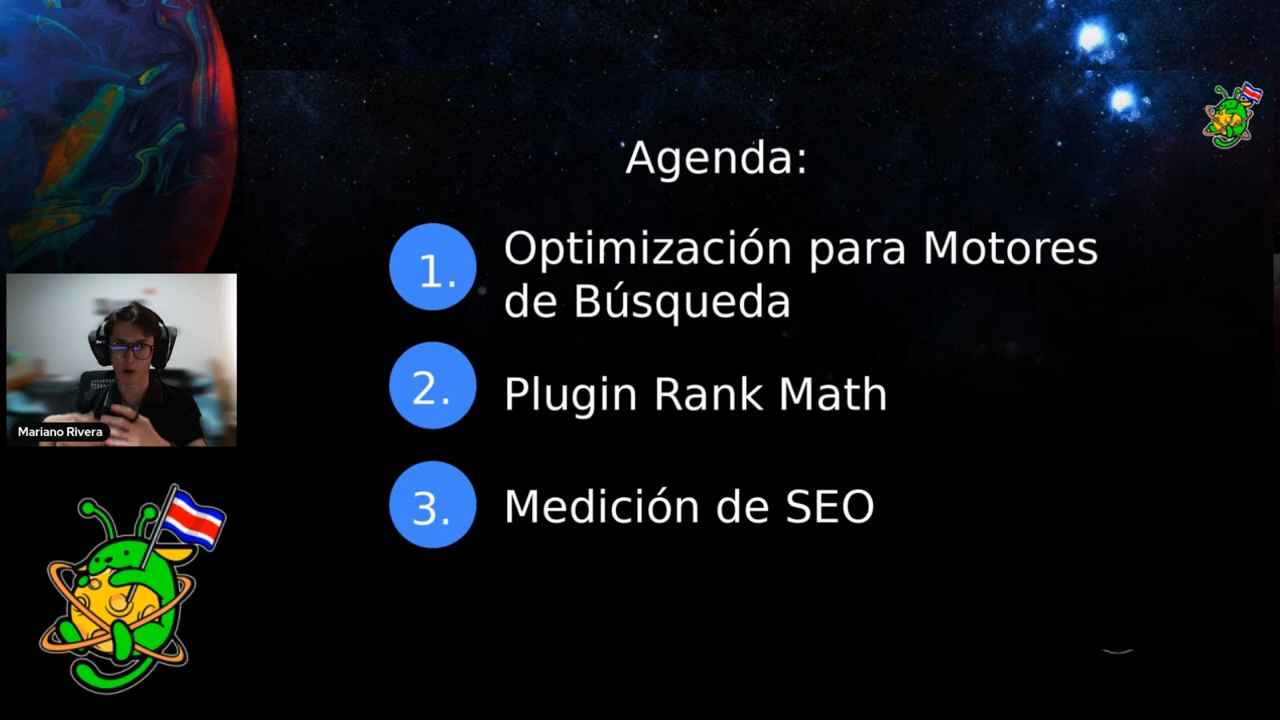 Agenda:
1. Optimización para Motores
de Búsqueda
2. Plugin Rank Math
3. Medición de SEO
Mariano Rivera